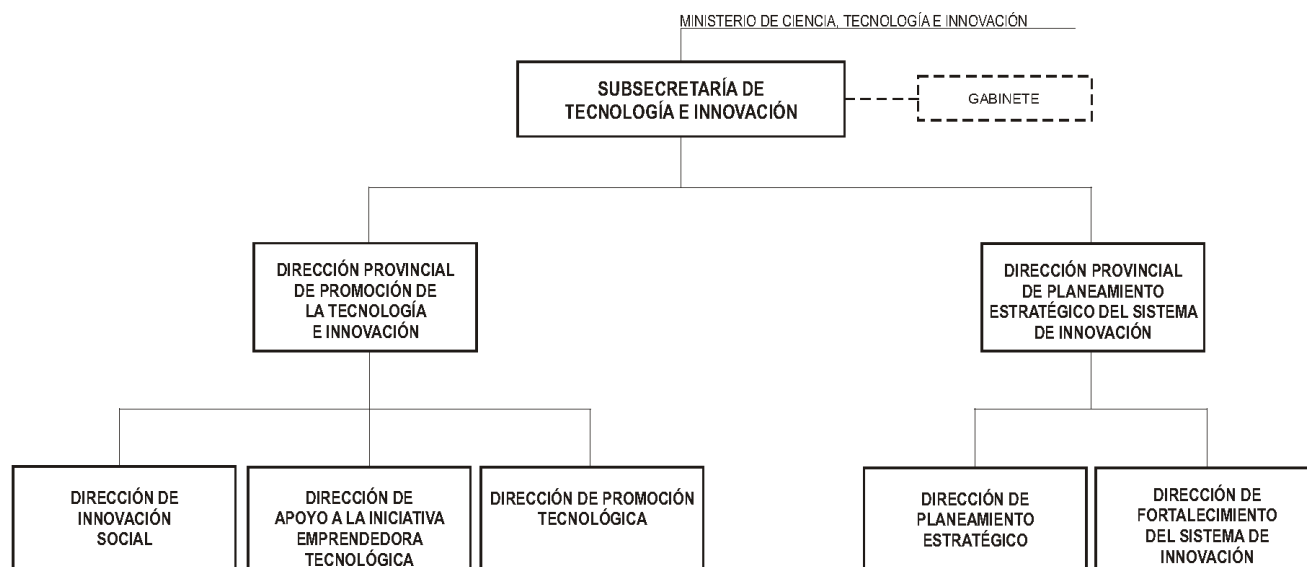 MINISTERIO DE CIENCIA, TECNOLOGÍA E INNOVACIÓN
SUBSECRETARÍA DE
TECNOLOGÍA E INNOVACIÓN
GABINETE
DIRECCIÓN PROVINCIAL
DE PROMOCIÓN DE
LA TECNOLOGÍA
E INNOVACIÓN
DIRECCIÓN PROVINCIAL
DE PLANEAMIENTO
ESTRATÉGICO DEL SISTEMA
DE INNOVACIÓN
DIRECCIÓN DE
INNOVACIÓN
SOCIAL
DIRECCIÓN DE
APOYO A LA INICIATIVA
EMPRENDEDORA
TECNOLÓGICA
DIRECCIÓN DE PROMOCIÓN
TECNOLÓGICA
DIRECCIÓN DE
PLANEAMIENTO
ESTRATÉGICO
DIRECCIÓN DE
FORTALECIMIENTO
DEL SISTEMA DE
INNOVACIÓN